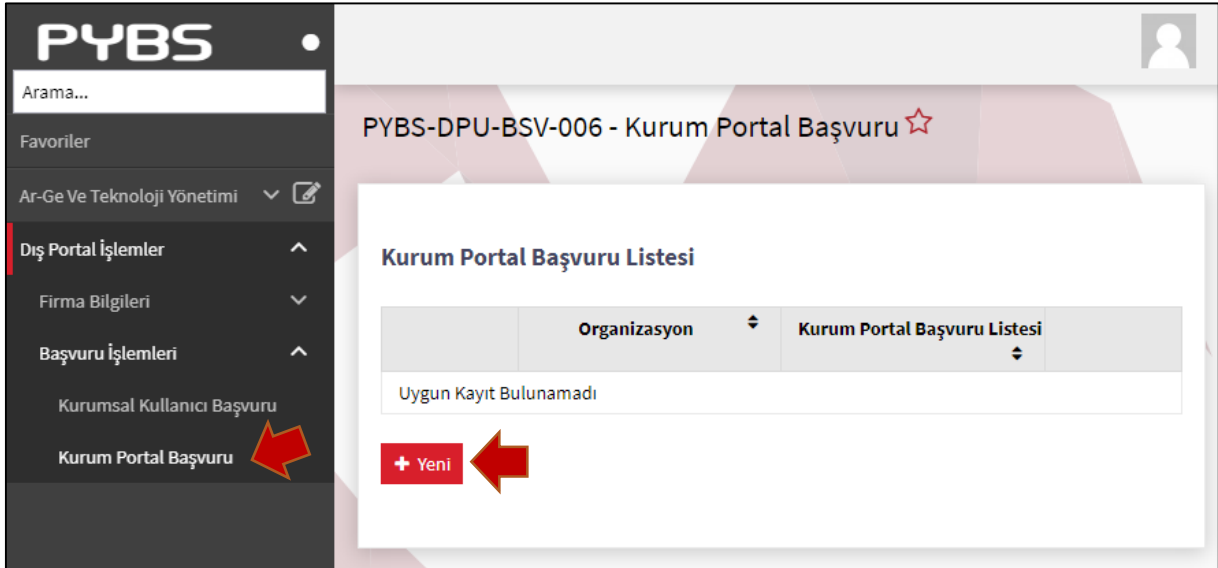 PYBS
Arama...
Favoriler
Ar-Ge Ve Teknoloji Yönetimi
Dış Portal İşlemler
Firma Bilgileri
Başvuru İşlemleri
Kurumsal Kullanıcı Başvuru
Kurum Portal Başvuru
PYBS-DPU-BSV-006 - Kurum Portal Başvuru
Kurum Portal Başvuru Listesi
Organizasyon
Kurum Portal Başvuru Listesi
Uygun Kayıt Bulunamadı
+ Yeni